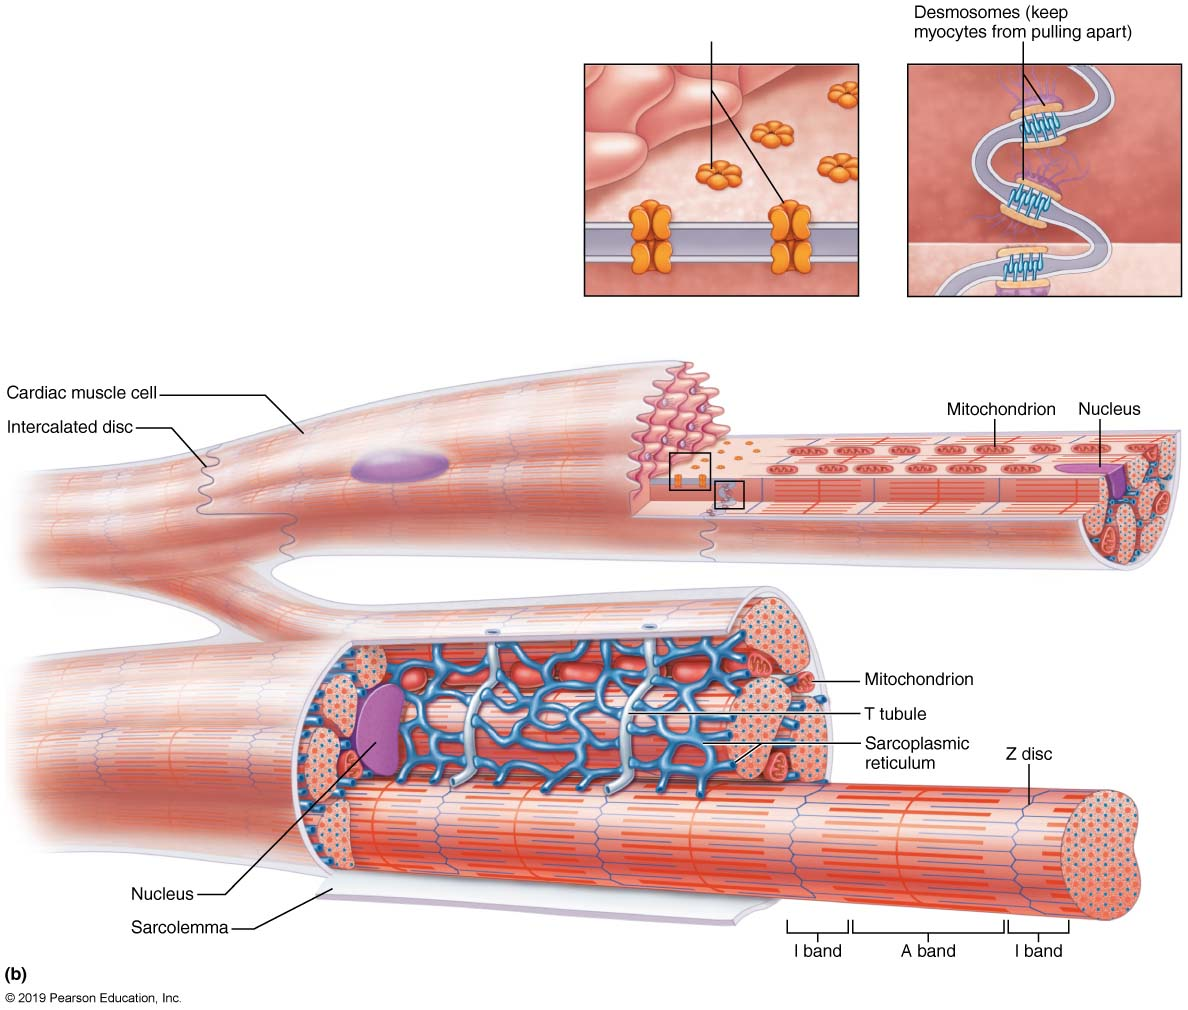 Desmosomes (keep
myocytes from pulling apart)
Cardiac muscle cell
Intercalated disc
Mitochondrion
Nucleus
Mitochondrion
T tubule
Sarcoplasmic
reticulum
Z disc
Nucleus
Sarcolemma
I band
A band
I band
(b)
© 2019 Pearson Education, Inc.